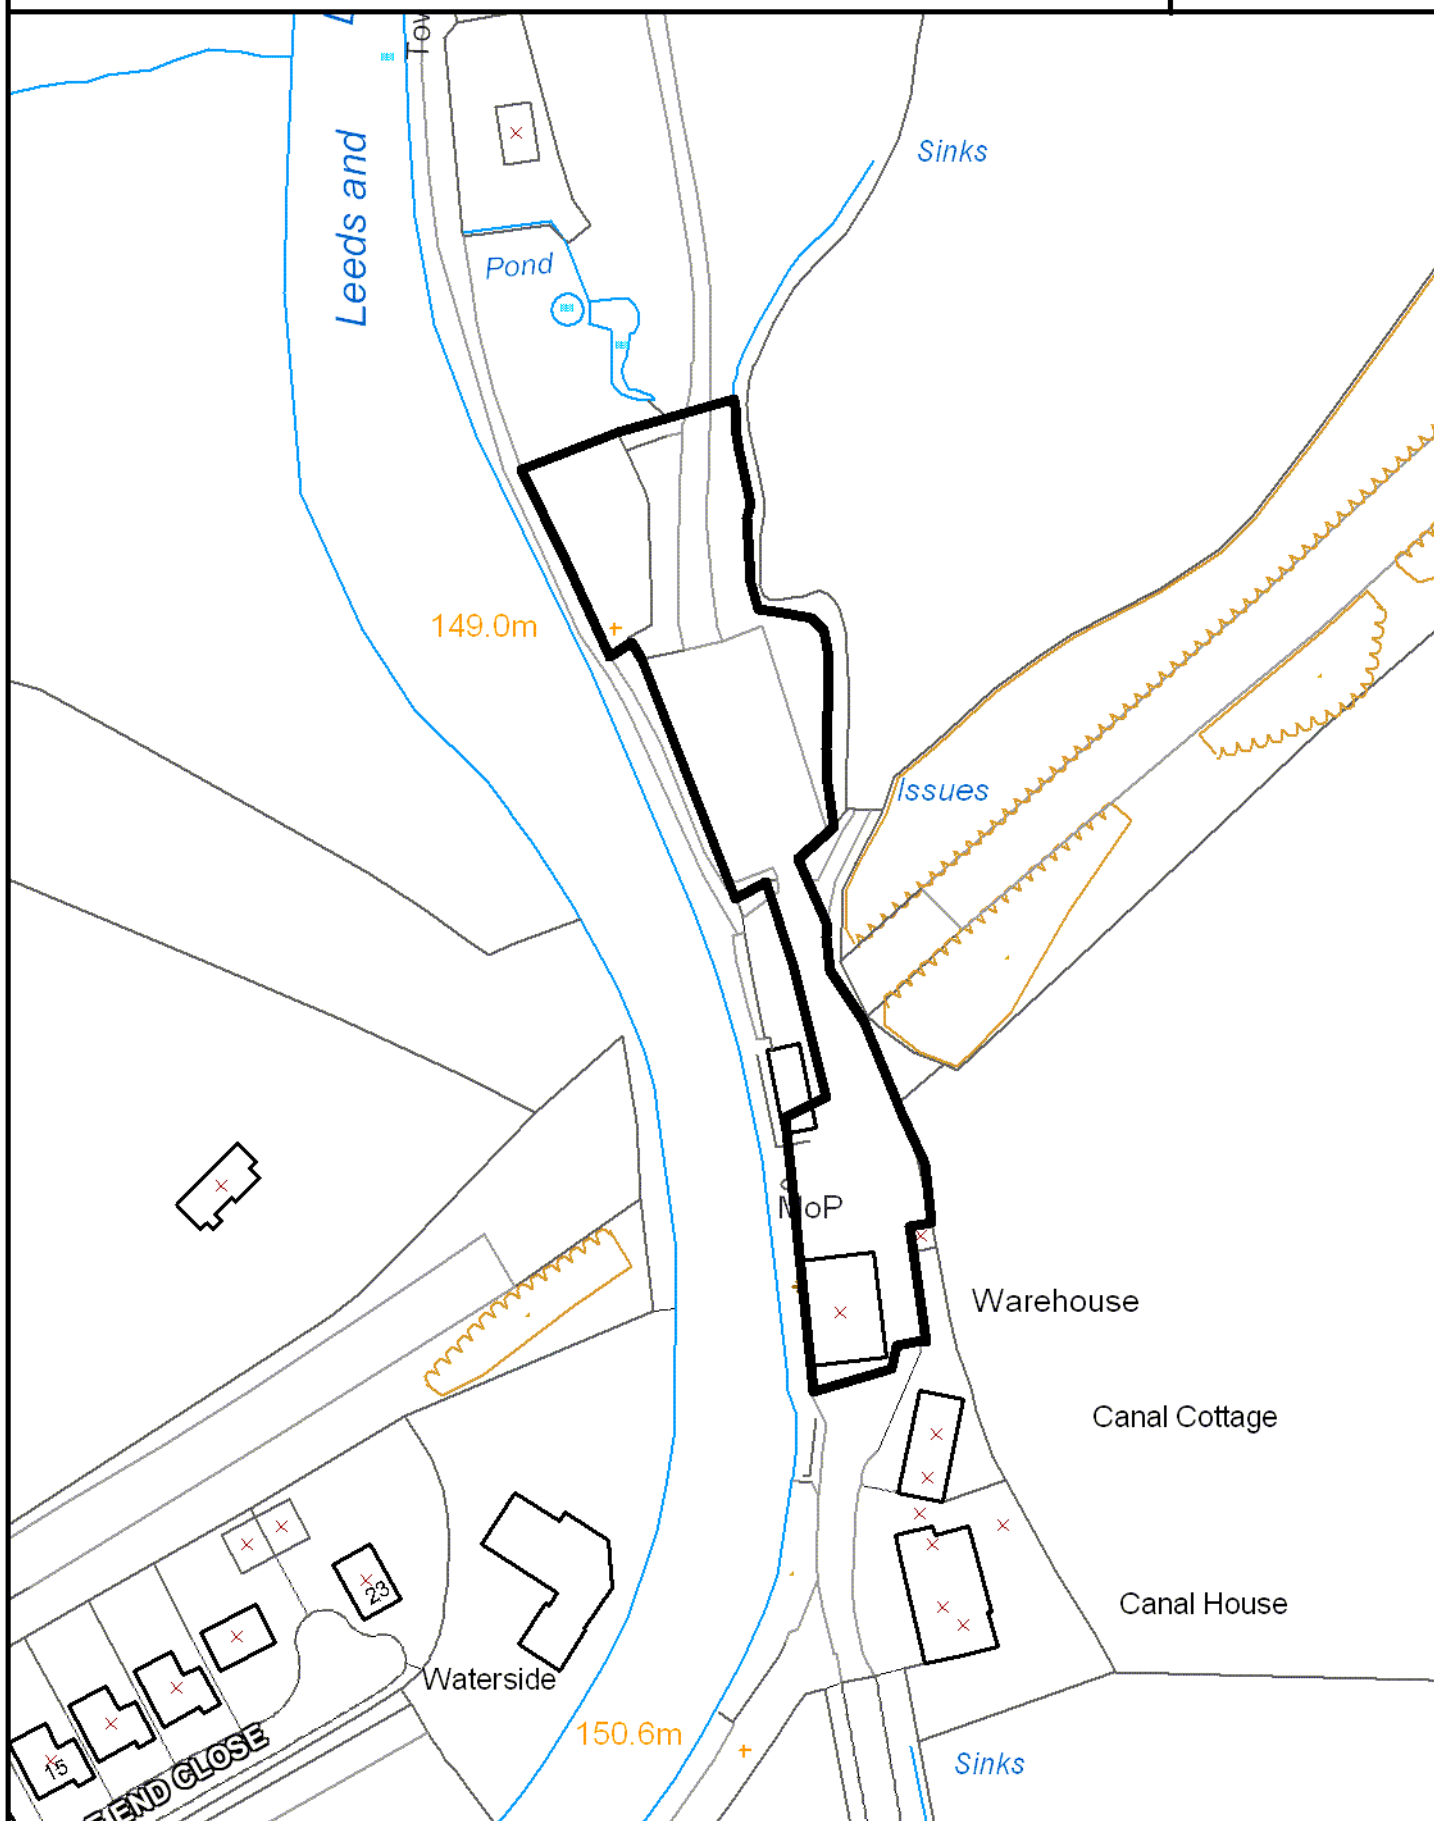 Tow
Leeds and
Sinks
Pond
149.0m
Issues
MoP
Warehouse
Canal Cottage
23
Canal House
Waterside
150.6m
15
END CLOSE
Sinks